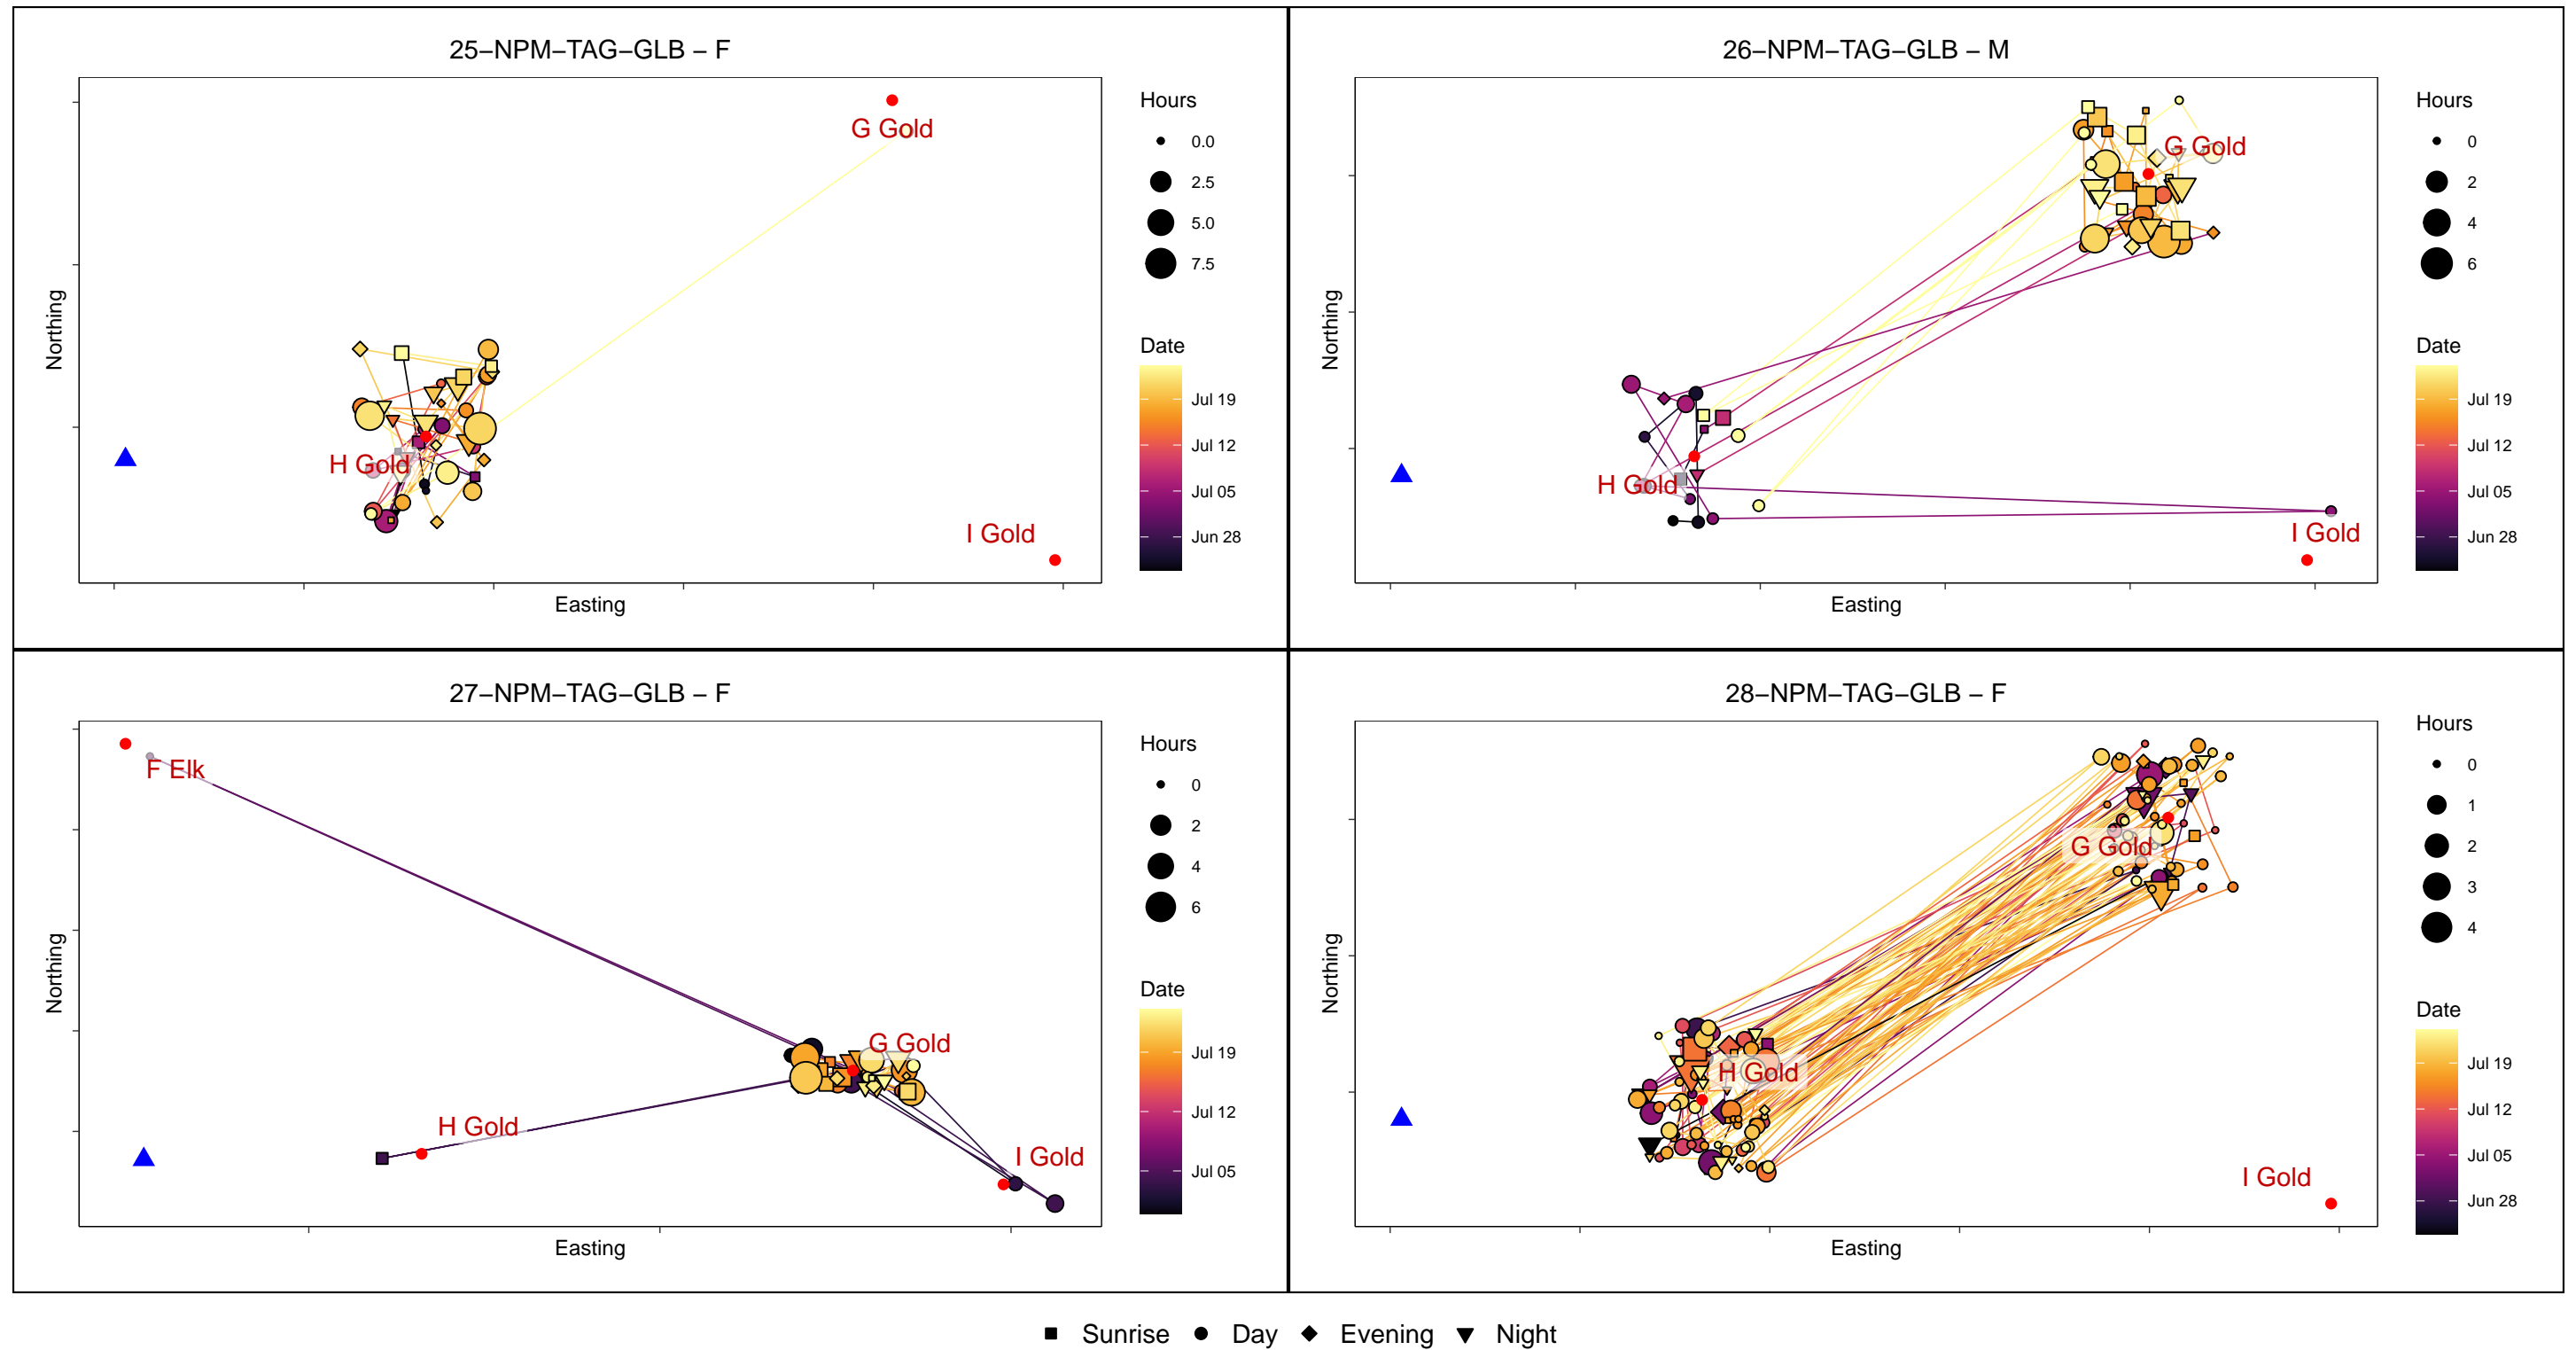 25–NPM–TAG–GLB – F
Northing
G Gold
H Gold
I Gold
Easting
Hours
0.0
2.5
5.0
7.5
Date
Jul 19
Jul 12
Jul 05
Jun 28
26–NPM–TAG–GLB – M
Northing
G Gold
H Gold
I Gold
Easting
Hours
0
2
4
6
Date
Jul 19
Jul 12
Jul 05
Jun 28
27–NPM–TAG–GLB – F
Northing
F Elk
G Gold
H Gold
I Gold
Easting
Hours
0
2
4
6
Date
Jul 19
Jul 12
Jul 05
28–NPM–TAG–GLB – F
Northing
G Gold
H Gold
I Gold
Easting
Hours
0
1
2
3
4
Date
Jul 19
Jul 12
Jul 05
Jun 28
Sunrise Day Evening Night